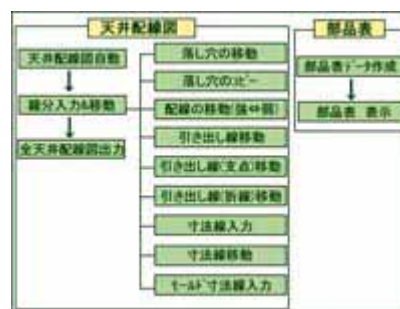 天井配線図
天井配線図自動
線分入力&移動
全天井配線図出力
落し穴の移動
落し穴のコピー
配線の移動(強⇔弱)
引き出し線移動
引き出し線(支点)移動
引き出し線(折線)移動
寸法線入力
寸法線移動
モールド寸法線入力
部品表
部品表データ作成
部品表 表示